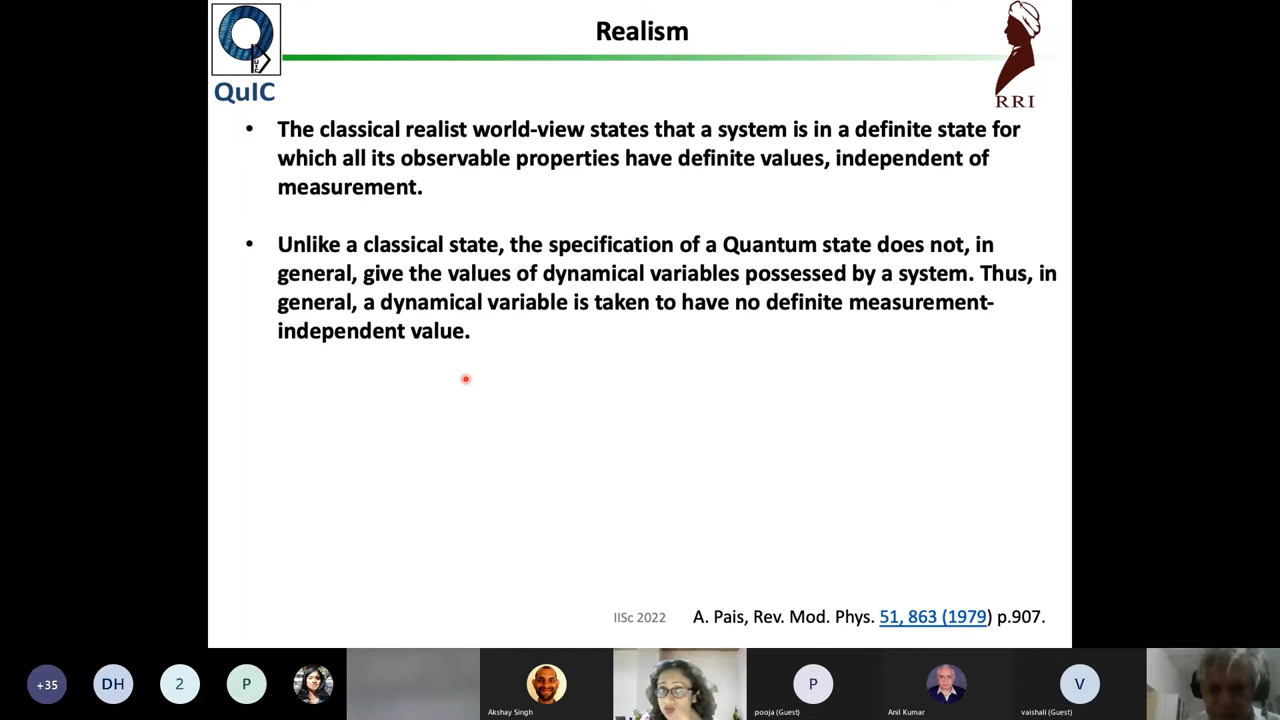 Realism
QuIC
RRI
• The classical realist world-view states that a system is in a definite state for
which all its observable properties have definite values, independent of
measurement.
• Unlike a classical state, the specification of a Quantum state does not, in
general, give the values of dynamical variables possessed by a system. Thus, in
general, a dynamical variable is taken to have no definite measurement-
independent value.
IISc 2022 A. Pais, Rev. Mod. Phys. 51, 863 (1979) p.907.
+35 DH 2 P P V
Akshay Singh pooja (Guest) Anil Kumar vaishali (Guest)